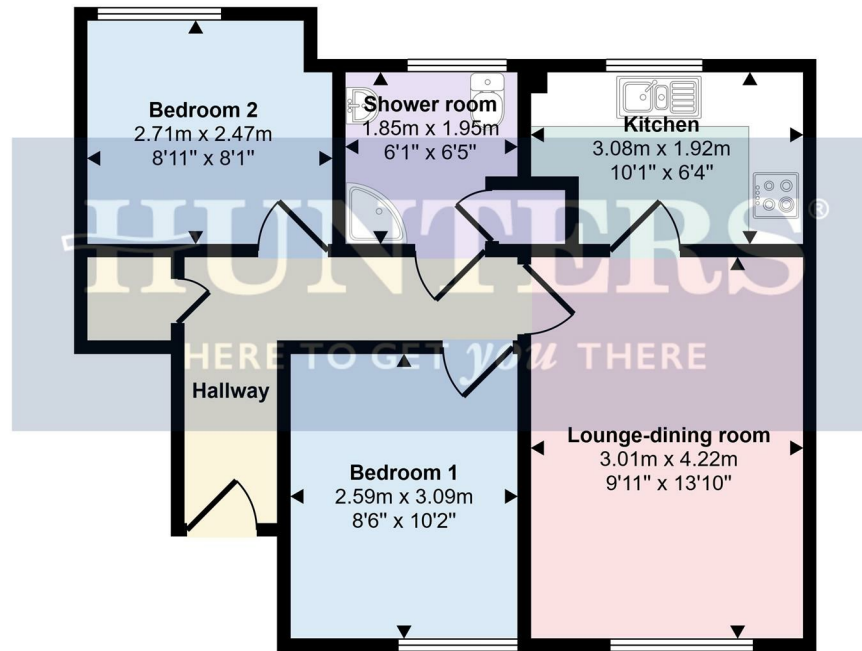 Bedroom 2
2.71m x 2.47m
8'11" x 8'1"
Shower room
1.85m x 1.95m
6'1" x 6'5"
Kitchen
3.08m x 1.92m
10'1" x 6'4"
HUNTERS®
HERE TO GET you THERE
Hallway
Bedroom 1
2.59m x 3.09m
8'6" x 10'2"
Lounge-dining room
3.01m x 4.22m
9'11" x 13'10"